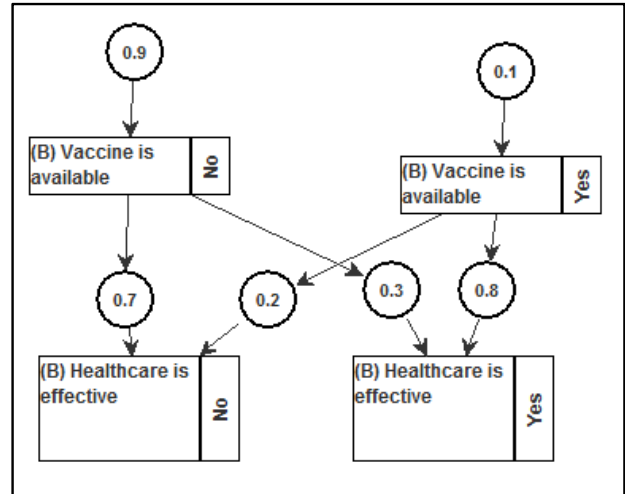 0.9
0.1
(B) Vaccine is
available
No
(B) Vaccine is
available
Yes
0.7
0.2
0.3
0.8
(B) Healthcare is
effective
No
(B) Healthcare is
effective
Yes